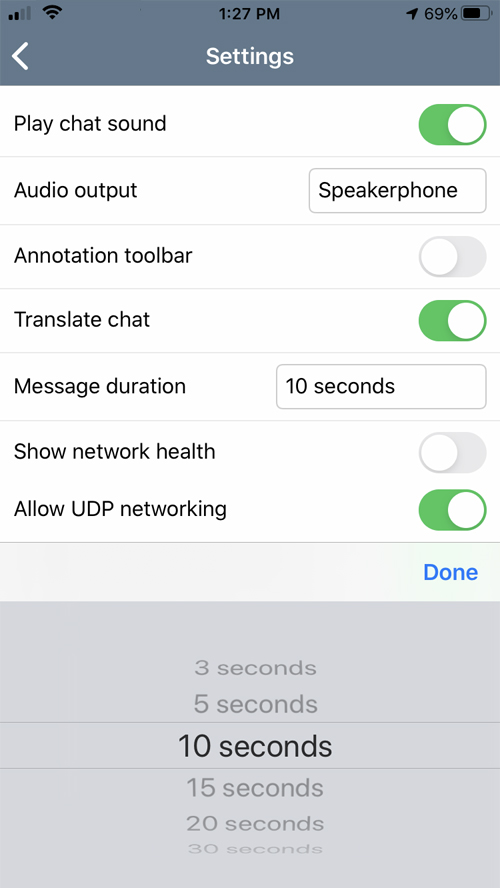 1:27 PM 69%
Settings
Play chat sound
Audio output Speakerphone
Annotation toolbar
Translate chat
Message duration 10 seconds
Show network health
Allow UDP networking
Done
3 seconds
5 seconds
10 seconds
15 seconds
20 seconds
30 seconds